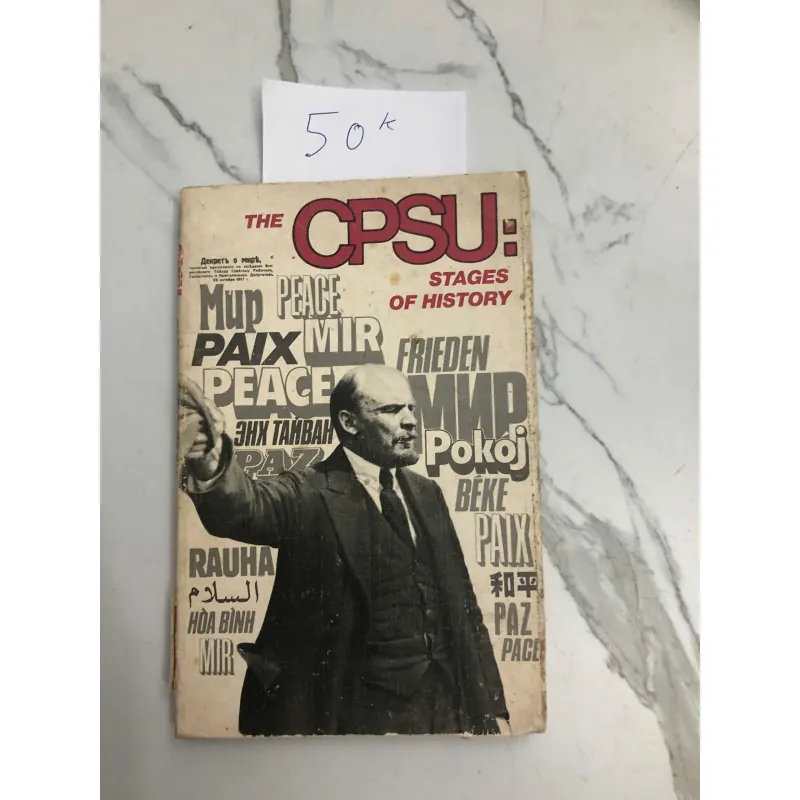 50K
THE CPSU:
STAGES
OF HISTORY
Декретъ о мирѣ,
Мир PEACE
PAIX MIR
FRIEDEN
PEACE
МИР
ЭНХ ТАЙВАН
Pokój
PAZ
BÉKE
PAIX
RAUHA
和平
السلام
HÒA BÌNH
PAZ
MIR
PACE